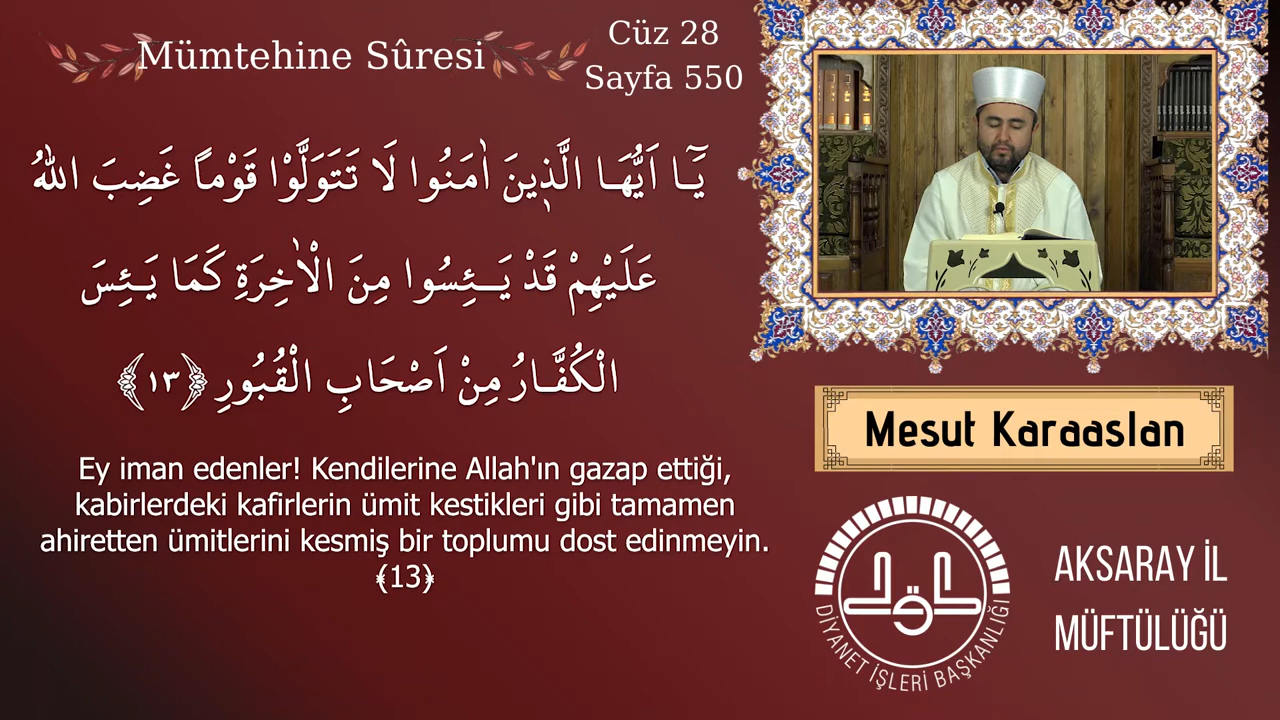 Mümtehine Sûresi
Cüz 28
Sayfa 550
يَٓا اَيُّهَا الَّذ۪ينَ اٰمَنُوا لَا تَتَوَلَّوْا قَوْماً غَضِبَ اللّٰهُ
عَلَيْهِمْ قَدْ يَـئِسُوا مِنَ الْاٰخِرَةِ كَمَا يَـئِسَ
الْكُفَّارُ مِنْ اَصْحَابِ الْقُبُورِ ﴿١٣﴾
Ey iman edenler! Kendilerine Allah'ın gazap ettiği,
kabirlerdeki kafirlerin ümit kestikleri gibi tamamen
ahiretten ümitlerini kesmiş bir toplumu dost edinmeyin.
﴾13﴿
Mesut Karaaslan
DİYANET İŞLERİ BAŞKANLIĞI
AKSARAY İL
MÜFTÜLÜĞÜ